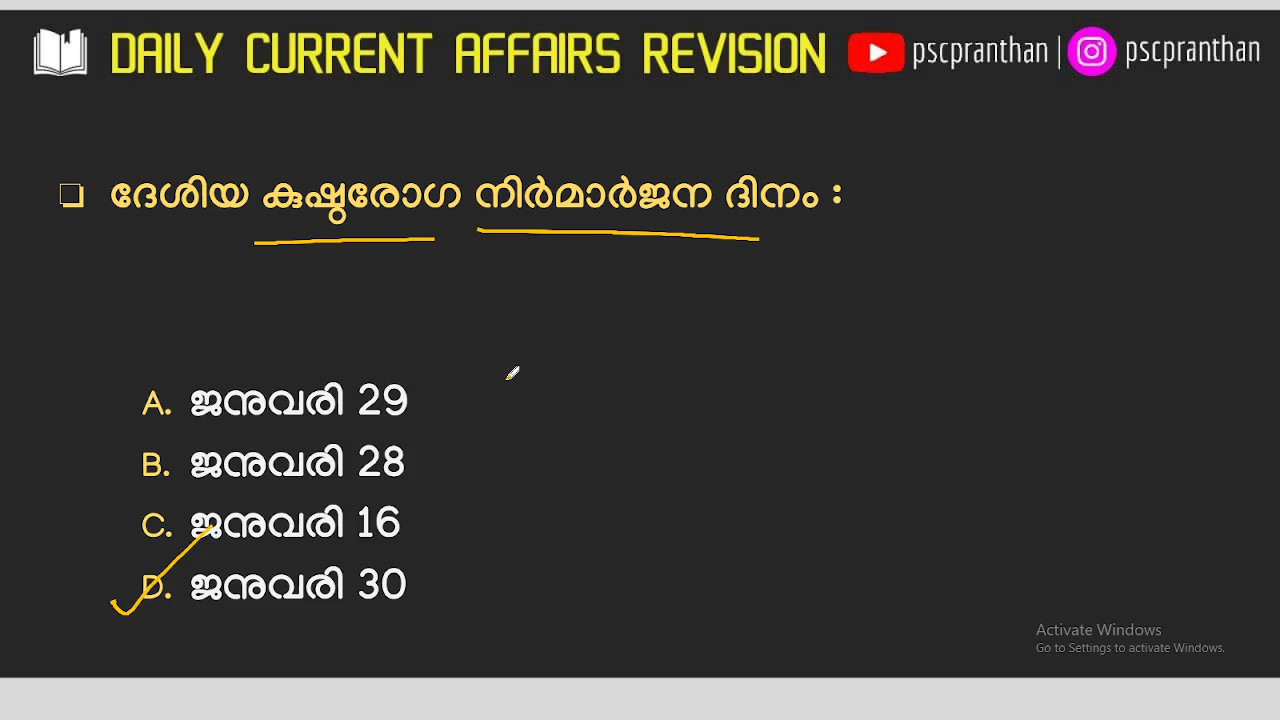 DAILY CURRENT AFFAIRS REVISION pscpranthan | pscpranthan
ദേശിയ കുഷ്ഠരോഗ നിർമാർജന ദിനം :
A. ജനുവരി 29
B. ജനുവരി 28
C. ജനുവരി 16
D. ജനുവരി 30
Activate Windows
Go to Settings to activate Windows.